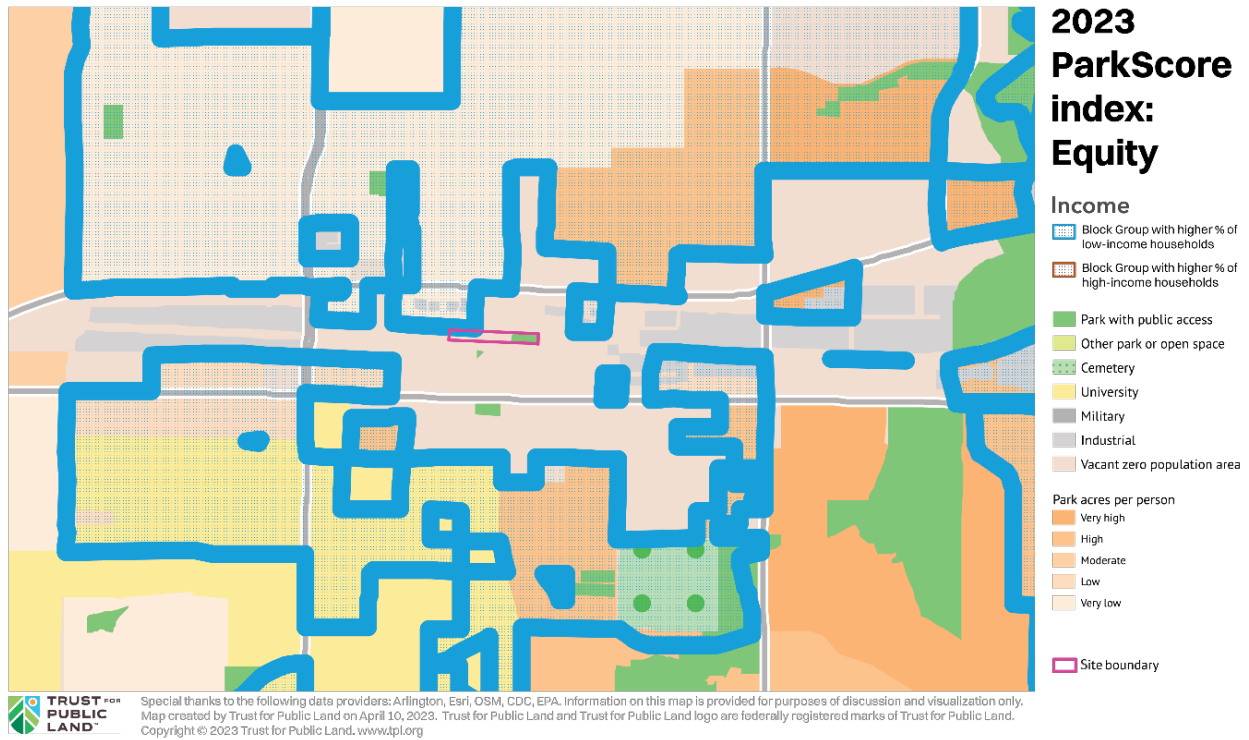 2023
ParkScore
index:
Equity
Income
Block Group with higher % of
low-income households
Block Group with higher % of
high-income households
Park with public access
Other park or open space
Cemetery
University
Military
Industrial
Vacant zero population area
Park acres per person
Very high
High
Moderate
Low
Very low
Site boundary
TRUST FOR
PUBLIC
LAND™
Special thanks to the following data providers: Arlington, Esri, OSM, CDC, EPA. Information on this map is provided for purposes of discussion and visualization only.
Map created by Trust for Public Land on April 10, 2023. Trust for Public Land and Trust for Public Land logo are federally registered marks of Trust for Public Land.
Copyright © 2023 Trust for Public Land. www.tpl.org